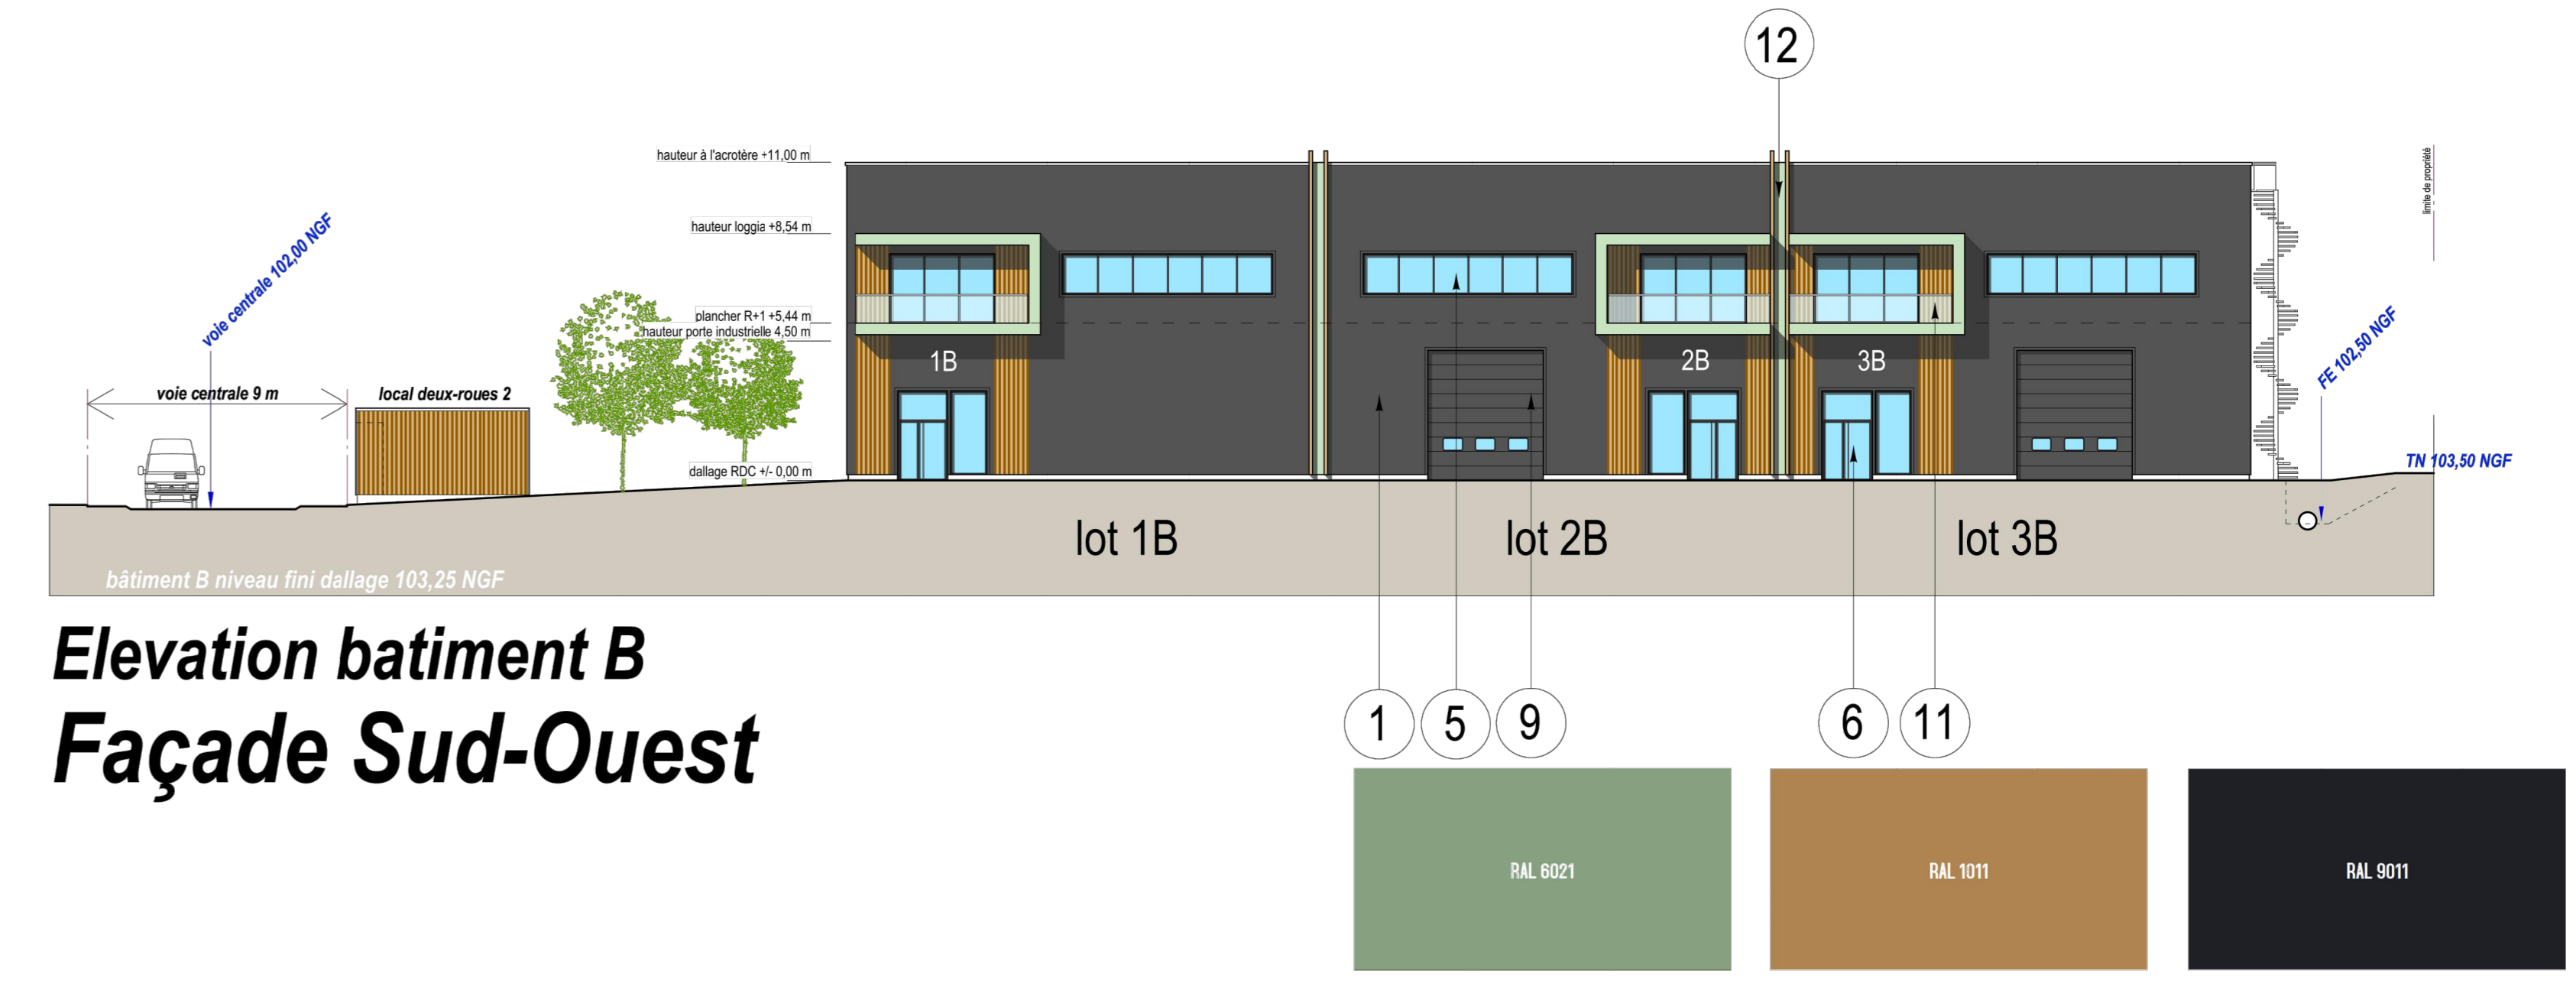 12
hauteur à l'acrotère +11,00 m
limite de propriété
hauteur loggia +8,54 m
voie centrale 102,00 NGF
plancher R+1 +5,44 m
hauteur porte industrielle 4,50 m
FE 102,50 NGF
1B
2B
3B
voie centrale 9 m
local deux-roues 2
dallage RDC +/- 0,00 m
TN 103,50 NGF
lot 1B
lot 2B
lot 3B
bâtiment B niveau fini dallage 103,25 NGF
Elevation batiment B
Façade Sud-Ouest
1
5
9
6
11
RAL 6021
RAL 1011
RAL 9011